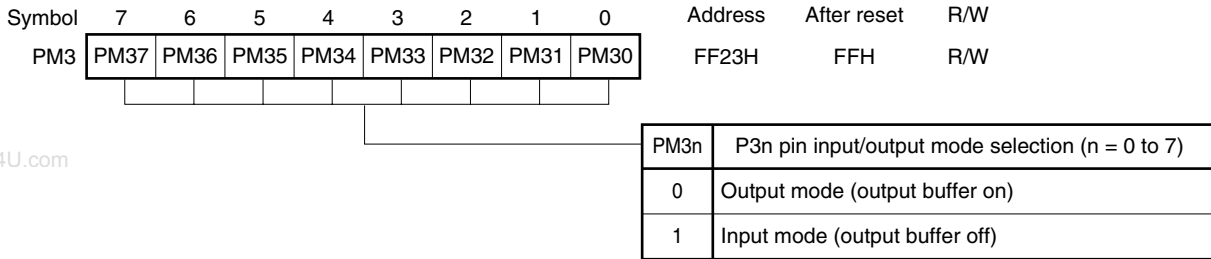 Symbol 7 6 5 4 3 2 1 0 Address After reset R/W
PM3 PM37 PM36 PM35 PM34 PM33 PM32 PM31 PM30 FF23H FFH R/W
PM3n P3n pin input/output mode selection (n = 0 to 7)
4U.com
0 Output mode (output buffer on)
1 Input mode (output buffer off)